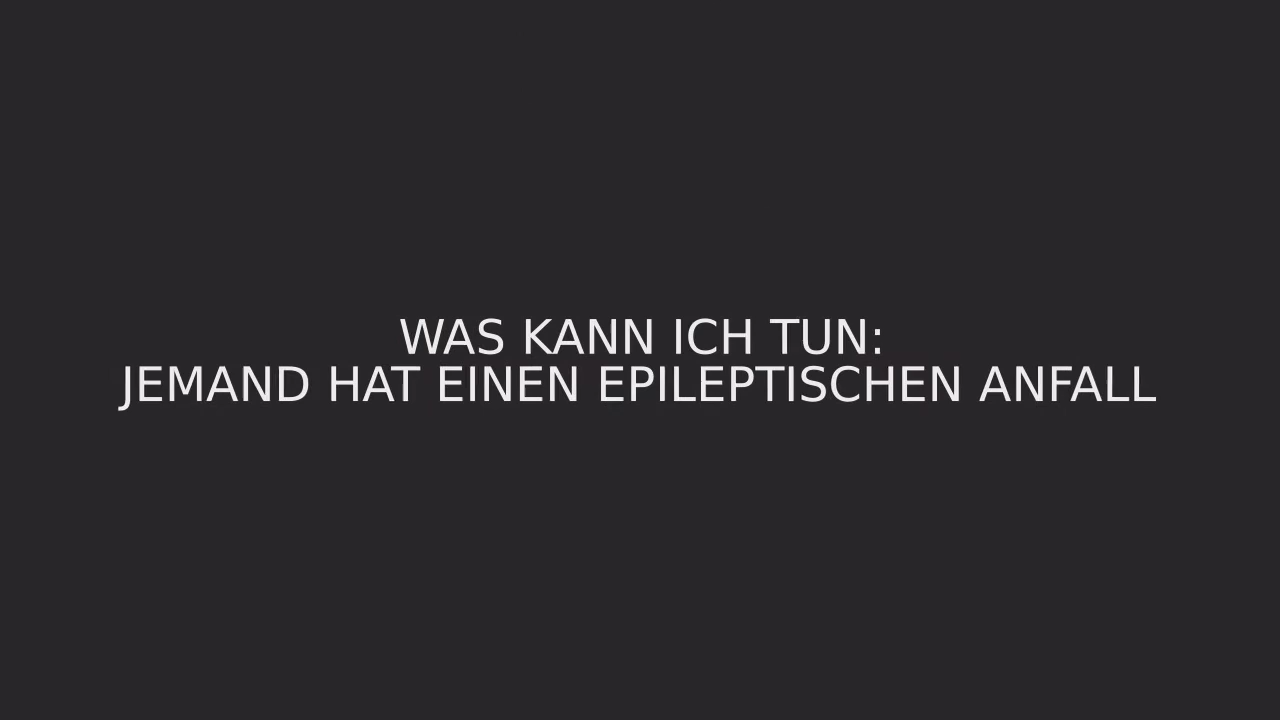 WAS KANN ICH TUN:
JEMAND HAT EINEN EPILEPTISCHEN ANFALL